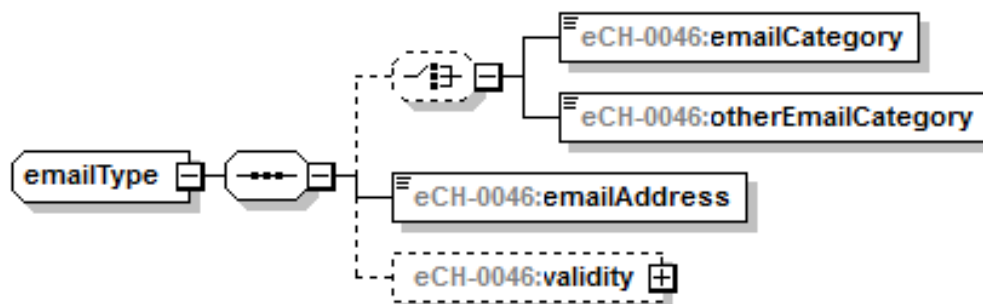 eCH-0046:emailCategory
eCH-0046:otherEmailCategory
emailType
eCH-0046:emailAddress
eCH-0046:validity